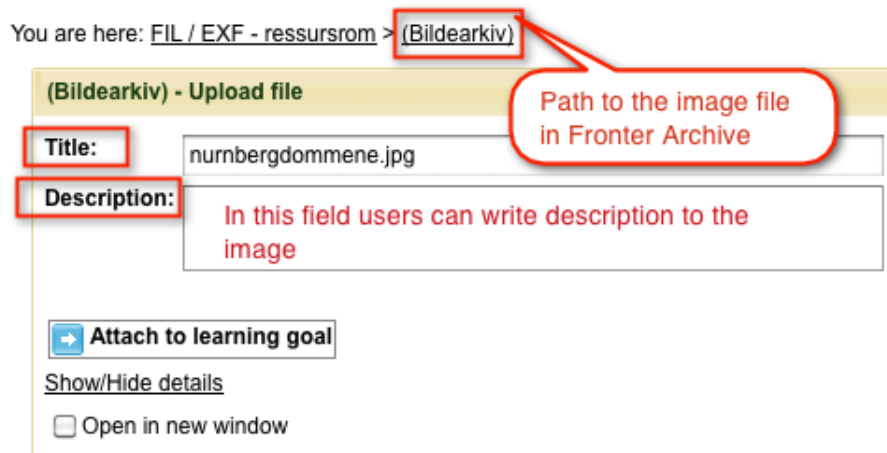 You are here: FIL / EXF - ressursrom > (Bildearkiv)
(Bildearkiv) - Upload file
Path to the image file
in Fronter Archive
Title:
nurnbergdommene.jpg
Description:
In this field users can write description to the
image
Attach to learning goal
Show/Hide details
Open in new window